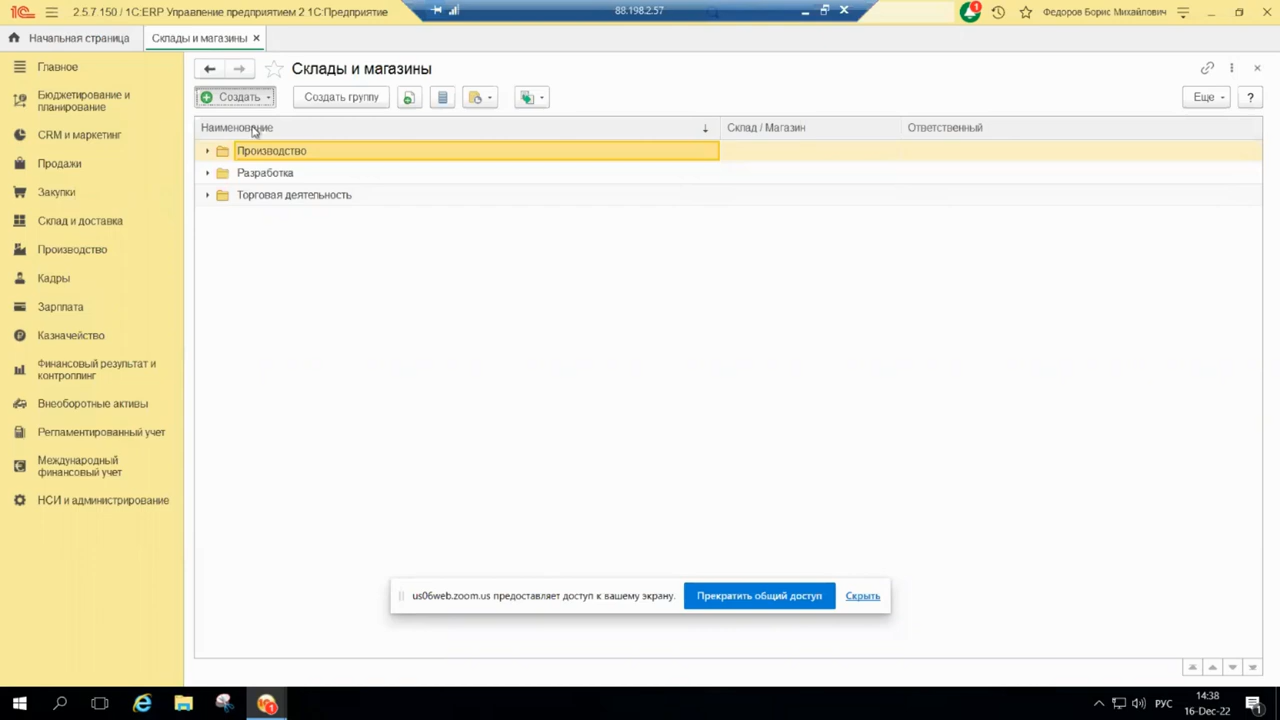 2.5.7 150 / 1С:ERP Управление предприятием 2 1С:Предприятие
88.198.2.57
1
Федоров Борис Михайлович
Начальная страница
Склады и магазины
Главное
Бюджетирование и
планирование
CRM и маркетинг
Продажи
Закупки
Склад и доставка
Производство
Кадры
Зарплата
Казначейство
Финансовый результат и
контроллинг
Внеоборотные активы
Регламентированный учет
Международный
финансовый учет
НСИ и администрирование
Склады и магазины
Создать
Создать группу
Еще
?
Наименование
Склад / Магазин
Ответственный
Производство
Разработка
Торговая деятельность
us06web.zoom.us предоставляет доступ к вашему экрану.
Прекратить общий доступ
Скрыть
РУС
14:38
16-Dec-22
1